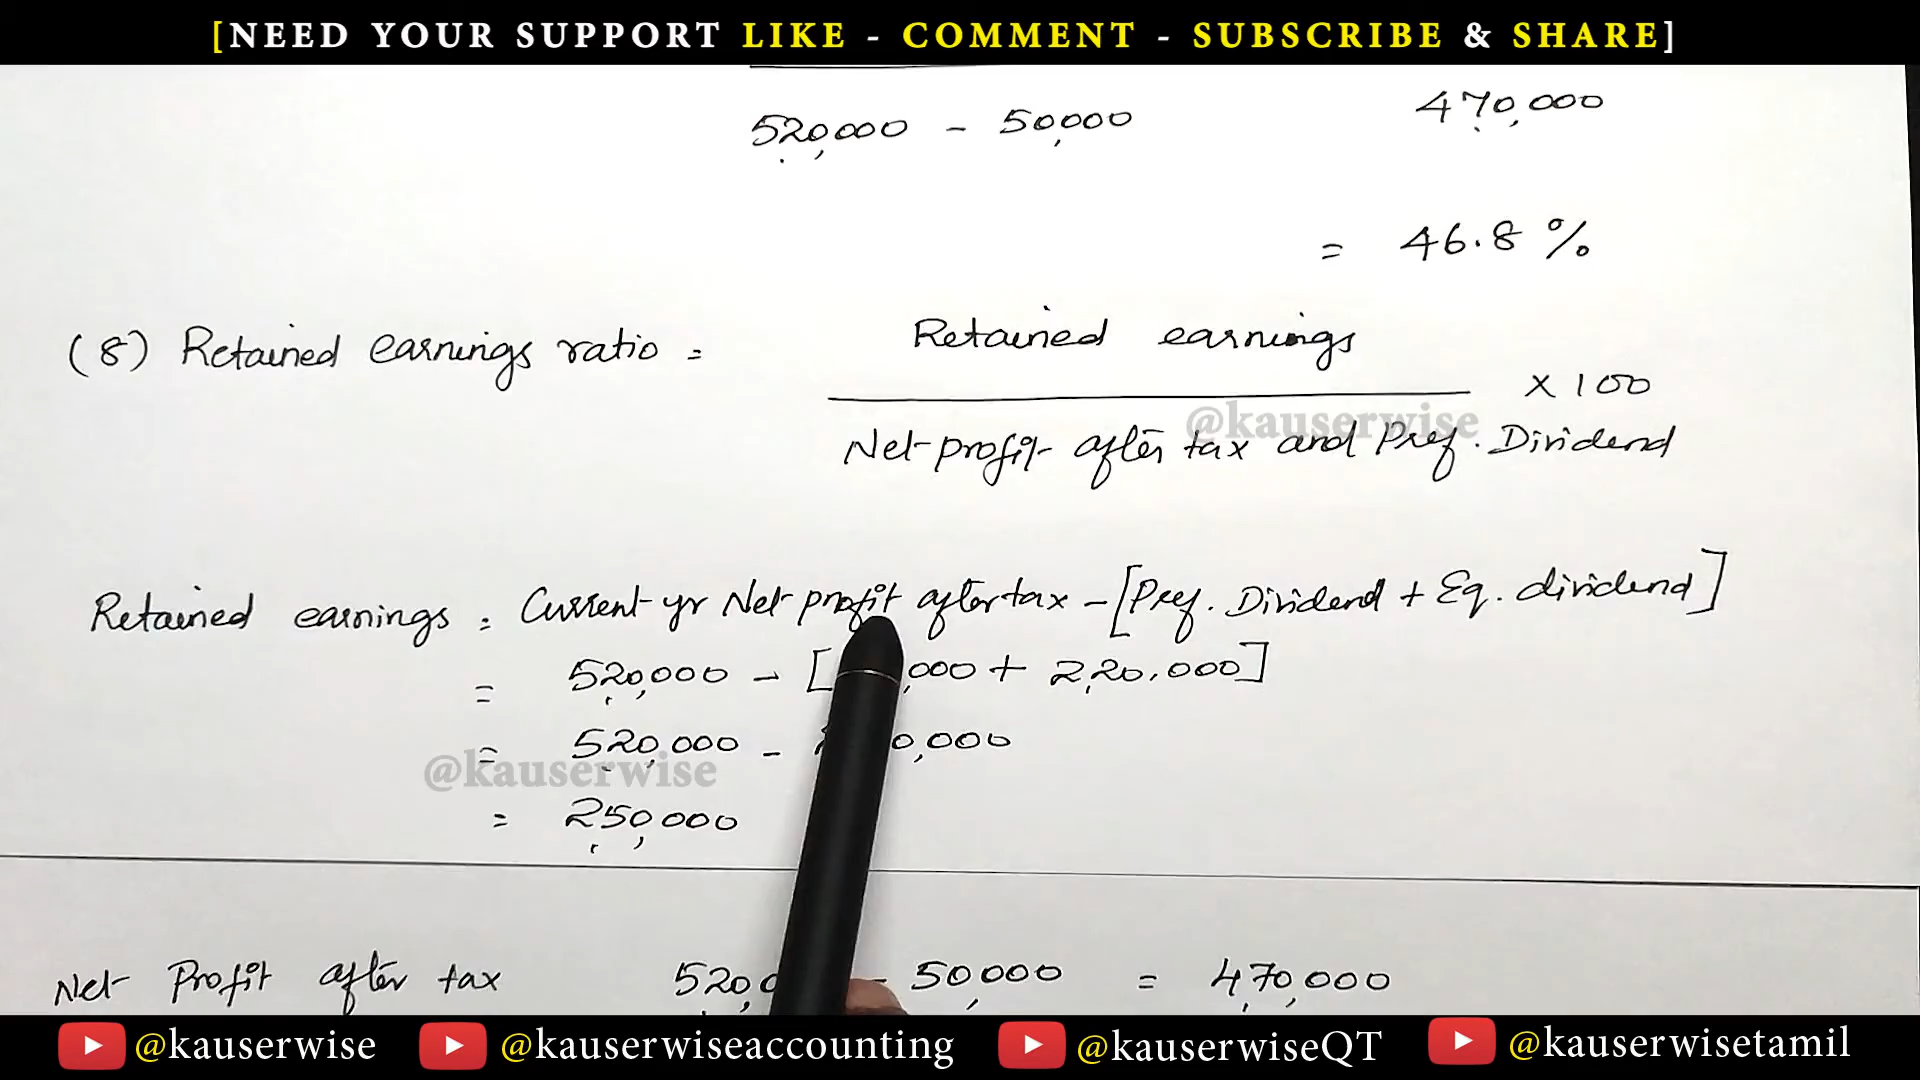 [NEED YOUR SUPPORT LIKE - COMMENT - SUBSCRIBE & SHARE]
520,000 - 50,000 470,000
= 46.8 %
(8) Retained earnings ratio = Retained earnings
x 100
@kauserwise
Net profit after tax and Pref. Dividend
Retained earnings = Current yr Net profit after tax - [Pref. Dividend + Eq. dividend]
= 520,000 - [ ,000 + 2,20,000]
= 520,000 - 0,000
@kauserwise
= 250,000
Net Profit after tax 520,0 - 50,000 = 470,000
@kauserwise @kauserwiseaccounting @kauserwiseQT @kauserwisetamil